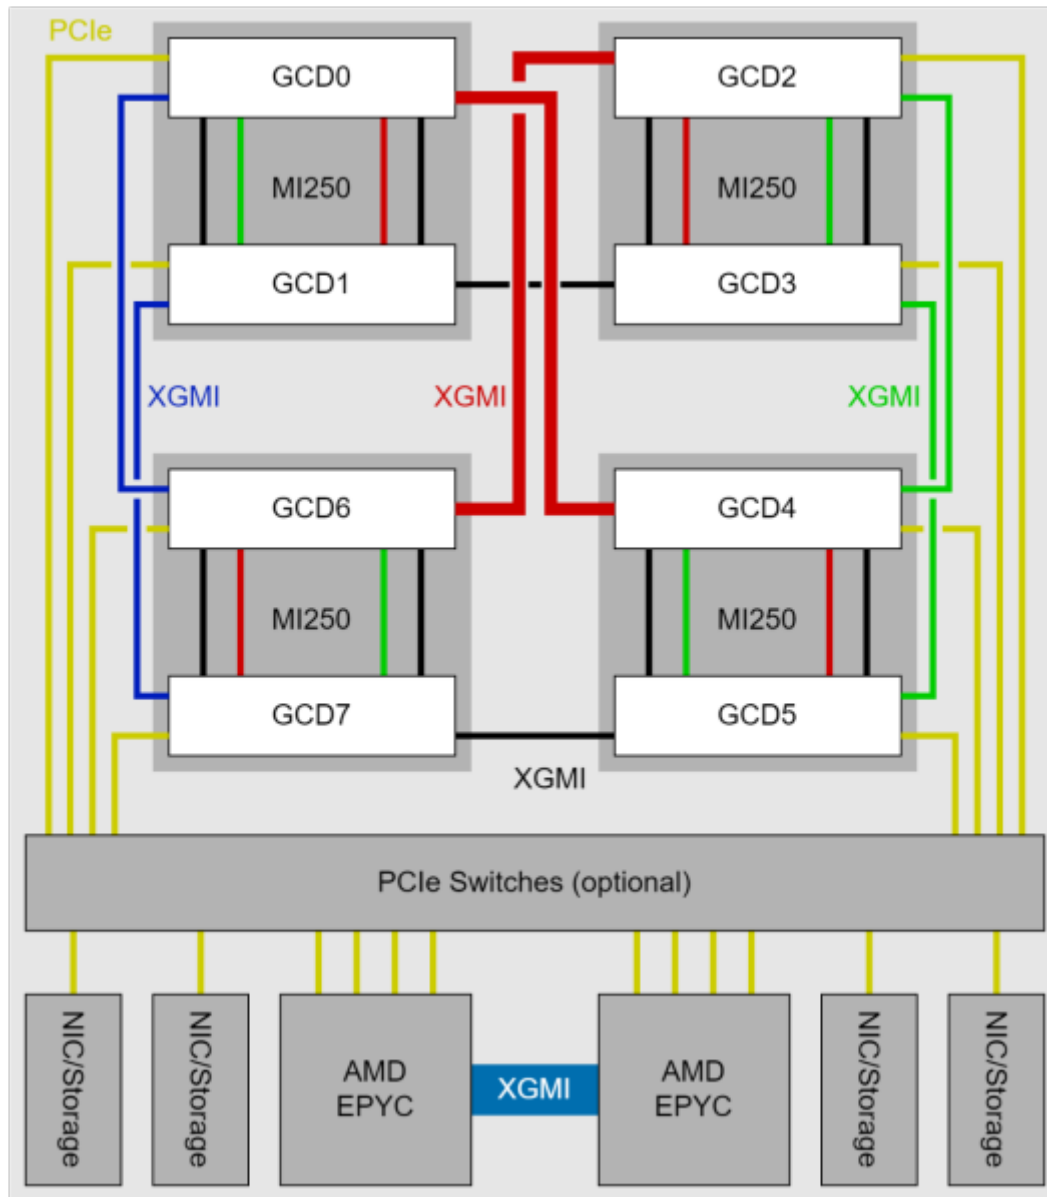 PCIe
GCD0
GCD2
MI250
MI250
GCD1
GCD3
XGMI
XGMI
XGMI
GCD6
GCD4
MI250
MI250
GCD7
GCD5
XGMI
PCIe Switches (optional)
NIC/Storage
NIC/Storage
AMD
EPYC
XGMI
AMD
EPYC
NIC/Storage
NIC/Storage